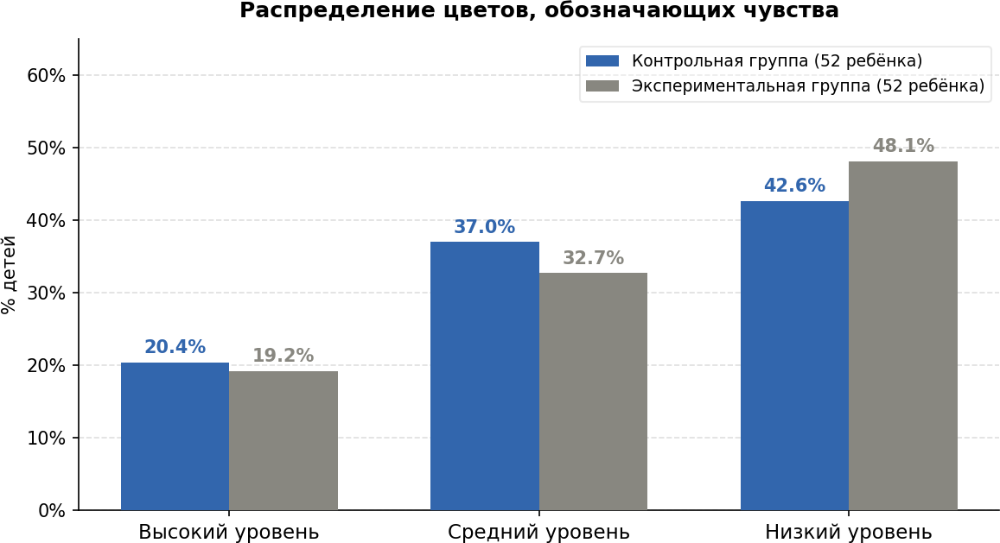 Распределение цветов, обозначающих чувства
Контрольная группа (52 ребёнка)
Экспериментальная группа (52 ребёнка)
% детей
60%
50%
40%
30%
20%
10%
0%
20.4%
19.2%
37.0%
32.7%
42.6%
48.1%
Высокий уровень
Средний уровень
Низкий уровень